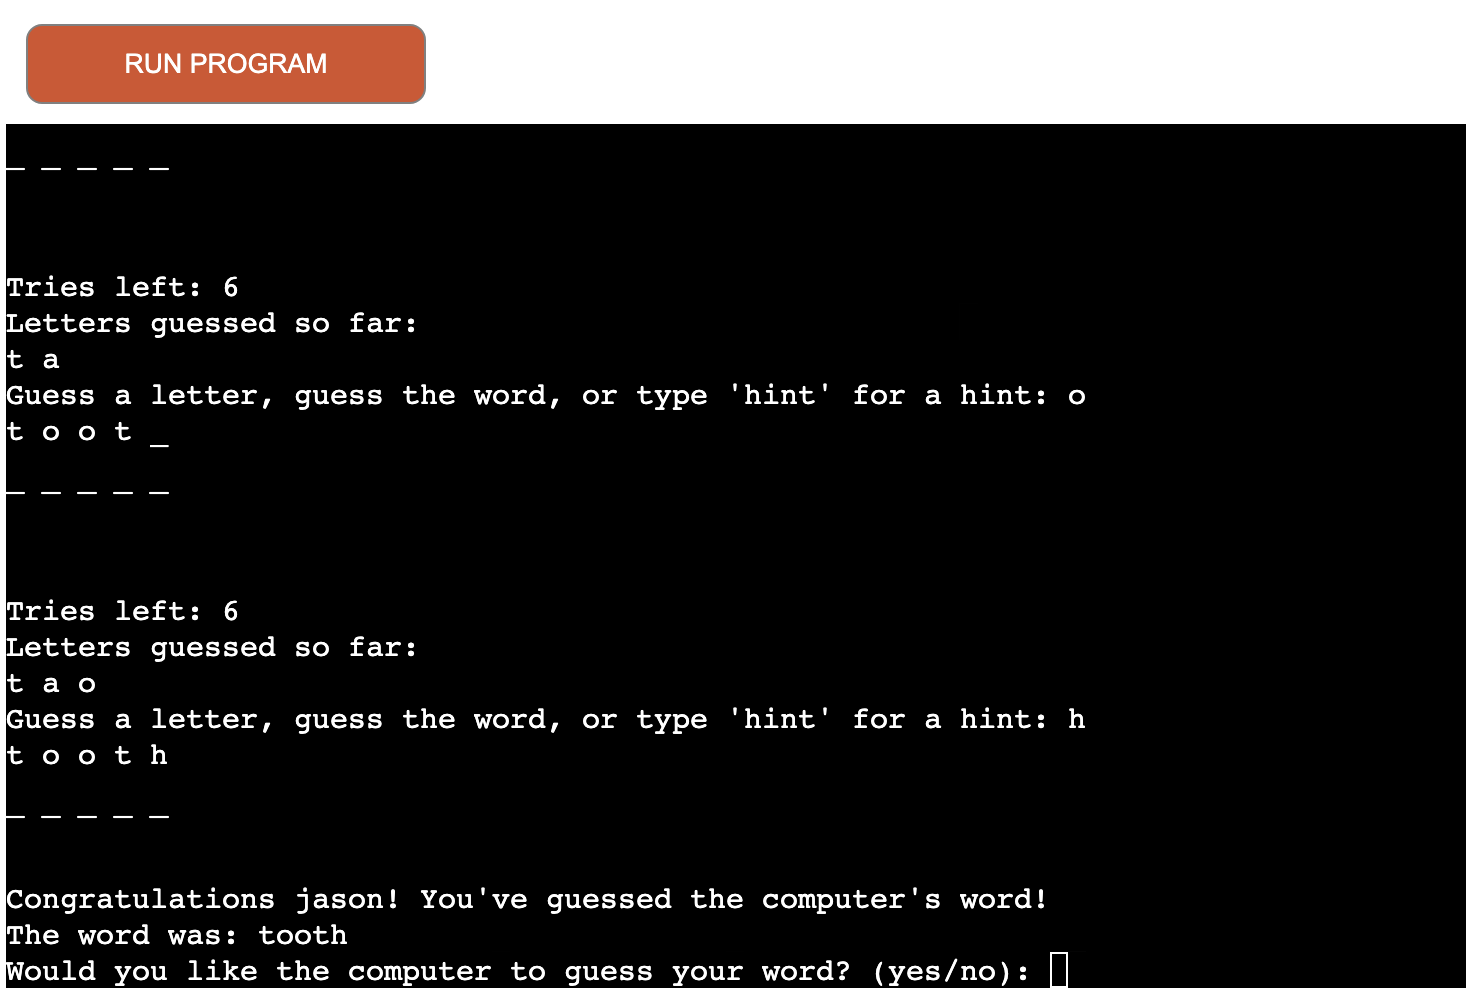 RUN PROGRAM
_ _ _ _ _
Tries left: 6
Letters guessed so far:
t a
Guess a letter, guess the word, or type 'hint' for a hint: o
t o o t _
_ _ _ _ _
Tries left: 6
Letters guessed so far:
t a o
Guess a letter, guess the word, or type 'hint' for a hint: h
t o o t h
_ _ _ _ _
Congratulations jason! You've guessed the computer's word!
The word was: tooth
Would you like the computer to guess your word? (yes/no):